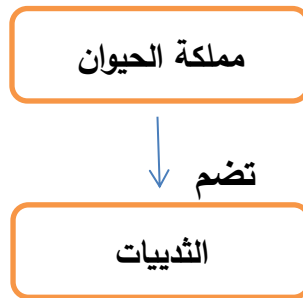 مملكة الحيوان
تضم
الثدييات